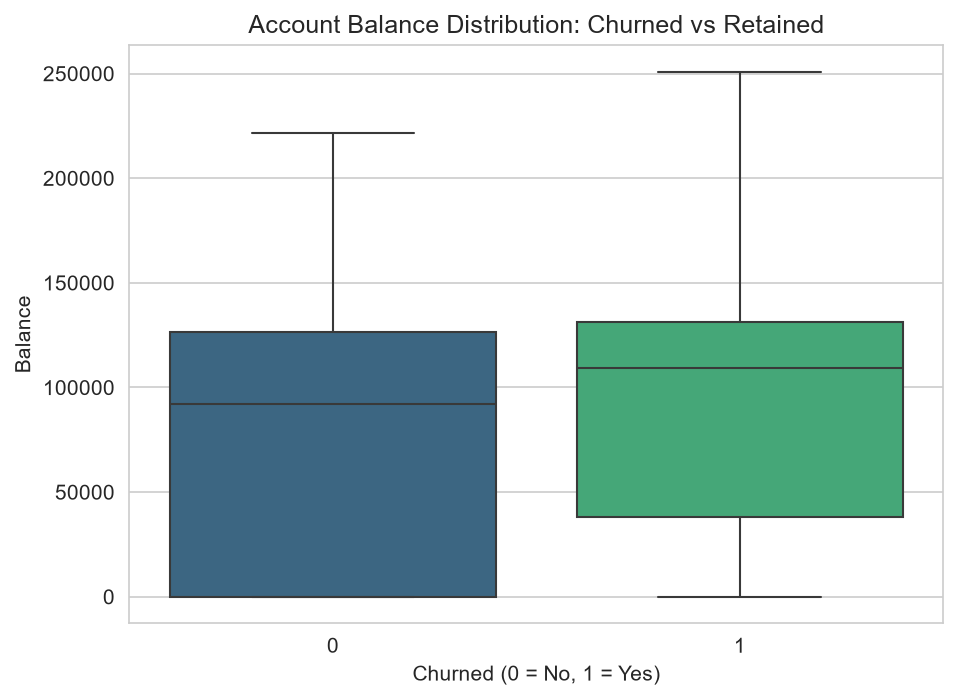 Account Balance Distribution: Churned vs Retained
250000
200000
150000
100000
50000
0
Balance
0 1
Churned (0 = No, 1 = Yes)